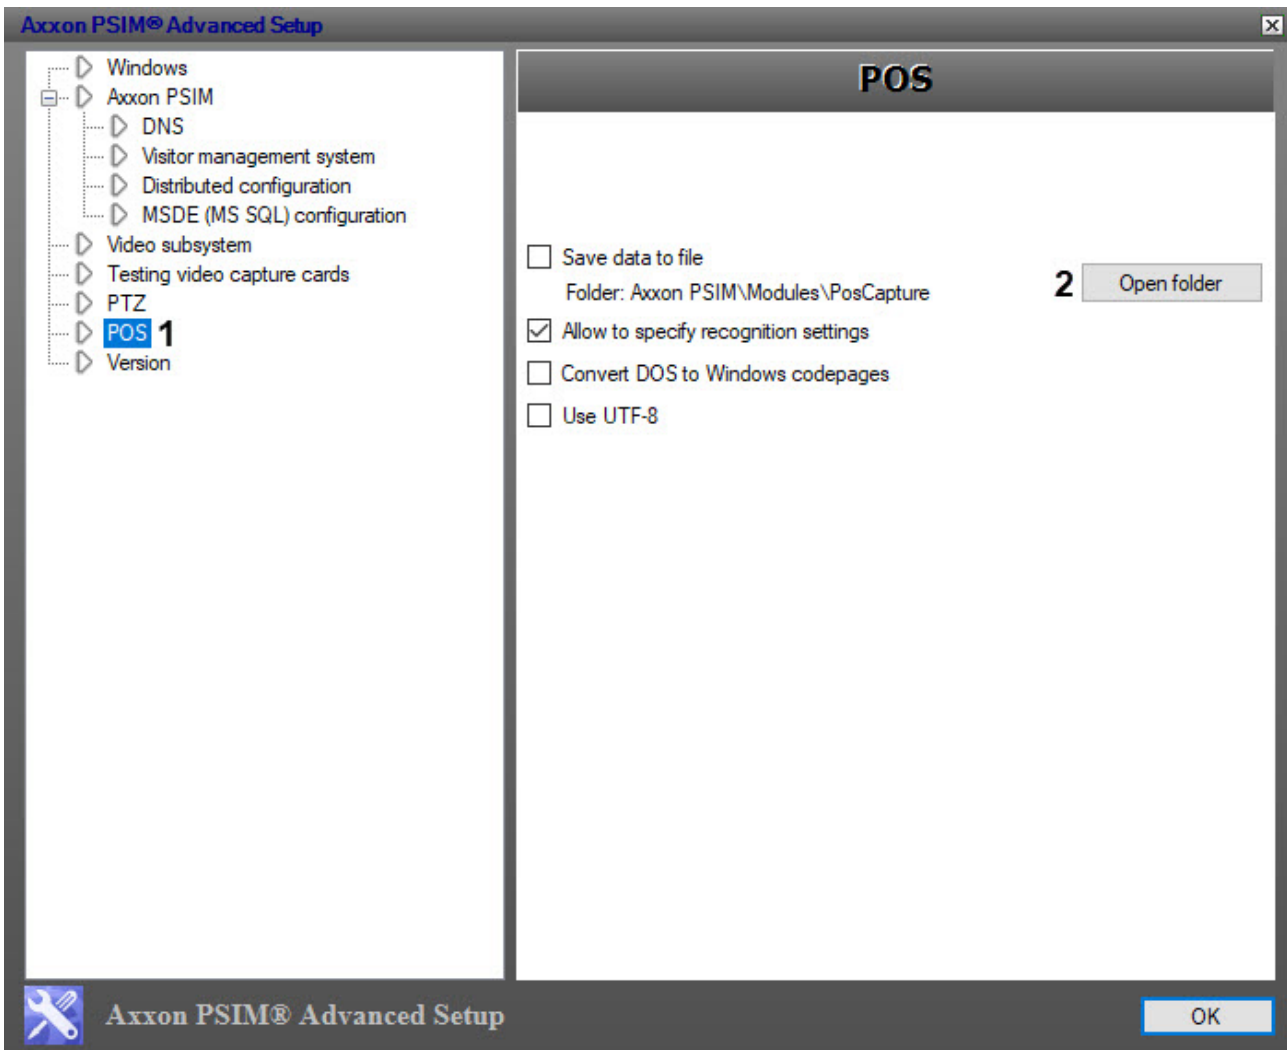 Axxon PSIM® Advanced Setup
Windows
Axxon PSIM
DNS
Visitor management system
Distributed configuration
MSDE (MS SQL) configuration
Video subsystem
Testing video capture cards
PTZ
POS 1
Version
POS
Save data to file
Folder: Axxon PSIM\Modules\PosCapture
2 Open folder
Allow to specify recognition settings
Convert DOS to Windows codepages
Use UTF-8
Axxon PSIM® Advanced Setup
OK